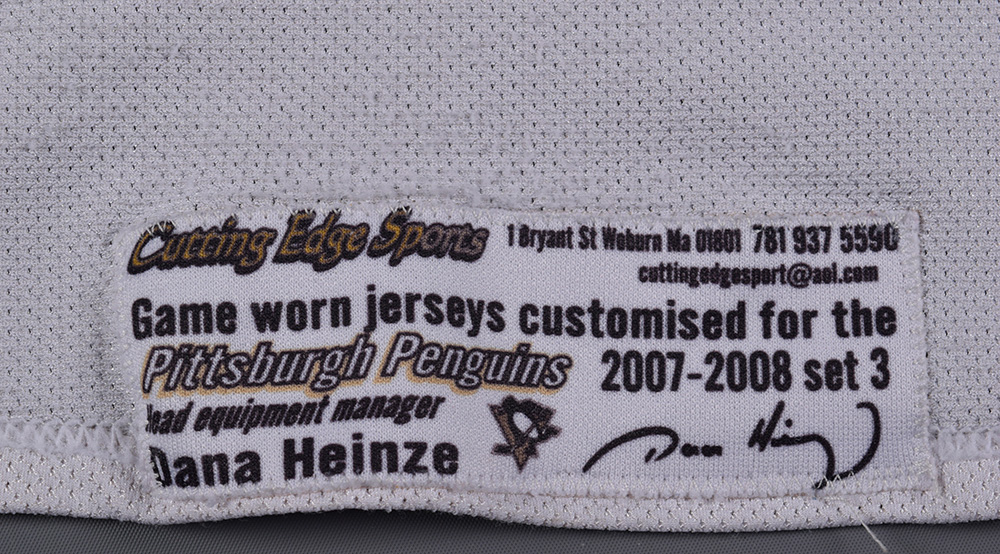 Cutting Edge Sports 1 Bryant St Woburn Ma 01801 781 937 5590
cuttingedgesport@aol.com
Game worn jerseys customised for the
Pittsburgh Penguins 2007-2008 set 3
Head equipment manager
Dana Heinze